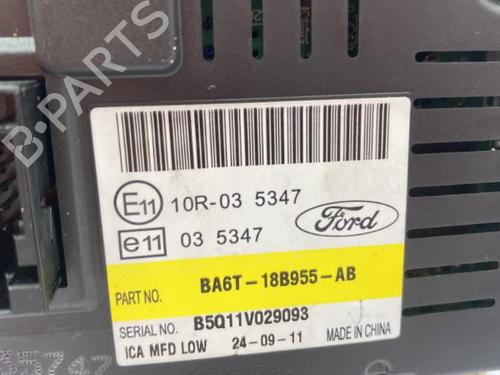 B-PARTS
E11 10R-03 5347
Ford
e11 03 5347
PART NO. BA6T-18B955-AB
SERIAL NO. B5Q11V029093
ICA MFD LOW 24-09-11 MADE IN CHINA